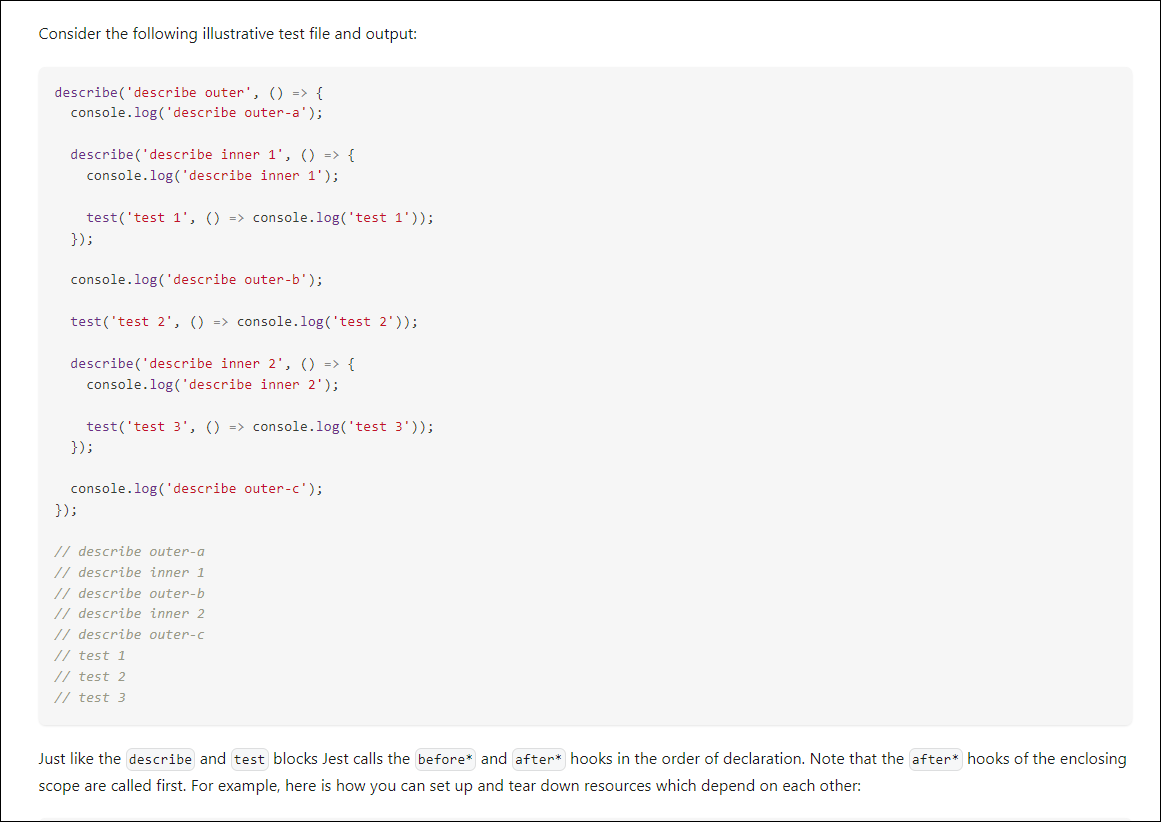 Consider the following illustrative test file and output:
describe('describe outer', () => {
  console.log('describe outer-a');
  describe('describe inner 1', () => {
    console.log('describe inner 1');
    test('test 1', () => console.log('test 1'));
  });
  console.log('describe outer-b');
  test('test 2', () => console.log('test 2'));
  describe('describe inner 2', () => {
    console.log('describe inner 2');
    test('test 3', () => console.log('test 3'));
  });
  console.log('describe outer-c');
});
// describe outer-a
// describe inner 1
// describe outer-b
// describe inner 2
// describe outer-c
// test 1
// test 2
// test 3
Just like the describe and test blocks Jest calls the before* and after* hooks in the order of declaration. Note that the after* hooks of the enclosing
scope are called first. For example, here is how you can set up and tear down resources which depend on each other: